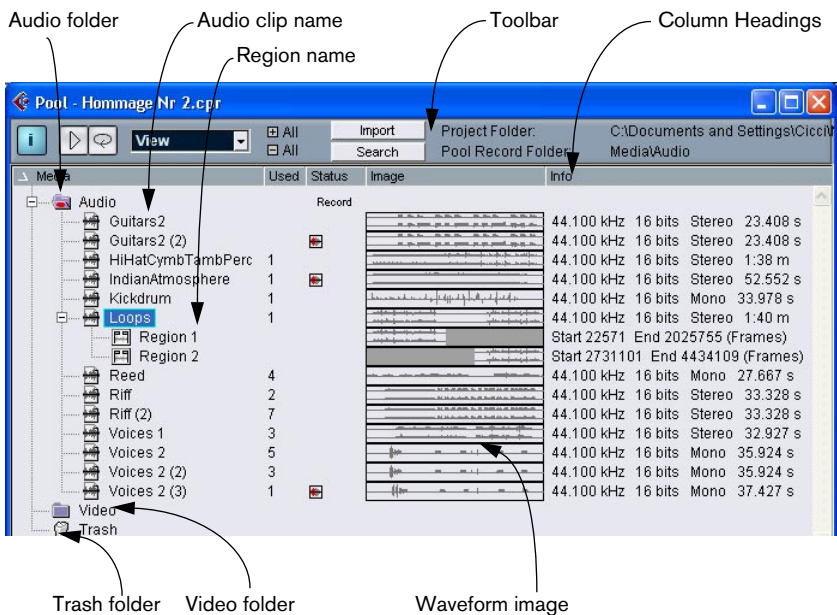 Audio folder Audio clip name Toolbar Column Headings
Region name
Pool - Hommage Nr 2.cpr
i View All Import Project Folder: C:\Documents and Settings\Cicci\
All Search Pool Record Folder: Media\Audio
Media Used Status Image Info
Audio Record
Guitars2 44.100 kHz 16 bits Stereo 23.408 s
Guitars2 (2) 44.100 kHz 16 bits Stereo 23.408 s
HiHatCymbTambPerc 1 44.100 kHz 16 bits Stereo 1:38 m
IndianAtmosphere 1 44.100 kHz 16 bits Stereo 52.552 s
Kickdrum 1 44.100 kHz 16 bits Mono 33.978 s
Loops 1 44.100 kHz 16 bits Stereo 1:40 m
Region 1 Start 22571 End 2025755 (Frames)
Region 2 Start 2731101 End 4434109 (Frames)
Reed 4 44.100 kHz 16 bits Mono 27.667 s
Riff 2 44.100 kHz 16 bits Stereo 33.328 s
Riff (2) 7 44.100 kHz 16 bits Stereo 33.328 s
Voices 1 3 44.100 kHz 16 bits Stereo 32.927 s
Voices 2 5 44.100 kHz 16 bits Mono 35.924 s
Voices 2 (2) 3 44.100 kHz 16 bits Mono 35.924 s
Voices 2 (3) 1 44.100 kHz 16 bits Mono 37.427 s
Video
Trash
Trash folder Video folder Waveform image